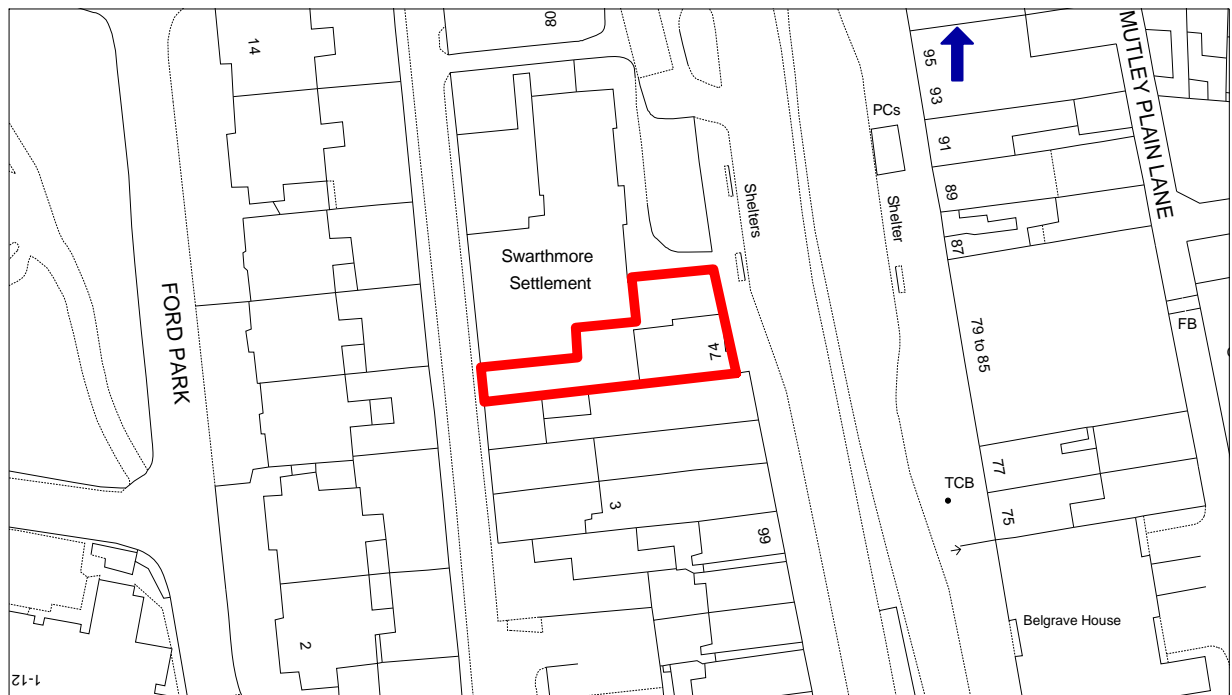 14
80
95
93
91
89
87
79 to 85
77
75
MUTLEY PLAIN LANE
PCs
Shelters
Shelter
Swarthmore
Settlement
FORD PARK
74
FB
TCB
3
66
2
Belgrave House
1-12